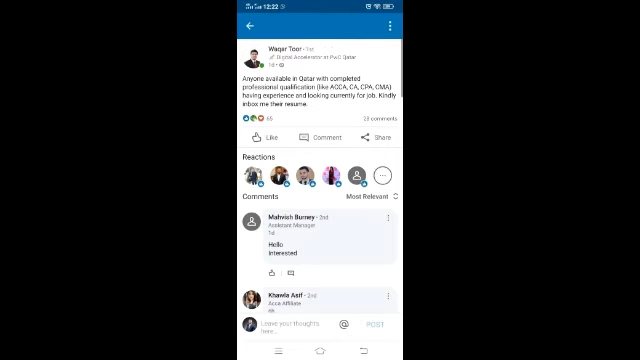 12:22
Waqar Toor • 1st
🚀 Digital Accelerator at PwC Qatar
1d •
Anyone available in Qatar with completed
professional qualification (like ACCA, CA, CPA, CMA)
having experience and looking currently for job. Kindly
inbox me their resume.
65
28 comments
Like
Comment
Share
Reactions
Comments
Most Relevant
Mahvish Burney • 2nd
Assistant Manager
1d
Hello
Interested
Khawla Asif • 2nd
Acca Affiliate
Leave your thoughts
here...
@
POST